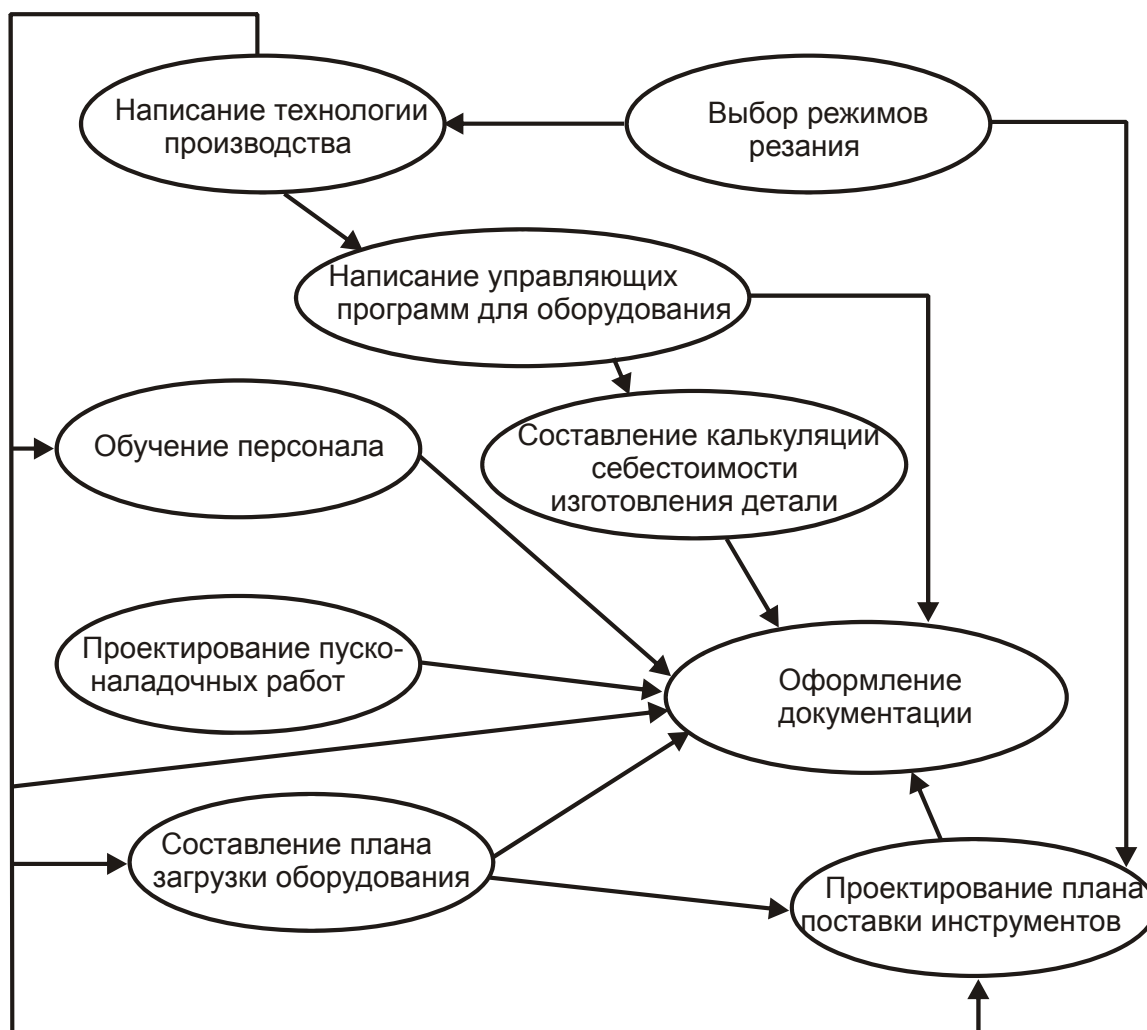 Написание технологии
производства
Выбор режимов
резания
Написание управляющих
программ для оборудования
Обучение персонала
Составление калькуляции
себестоимости
изготовления детали
Проектирование пуско-
наладочных работ
Оформление
документации
Составление плана
загрузки оборудования
Проектирование плана
поставки инструментов